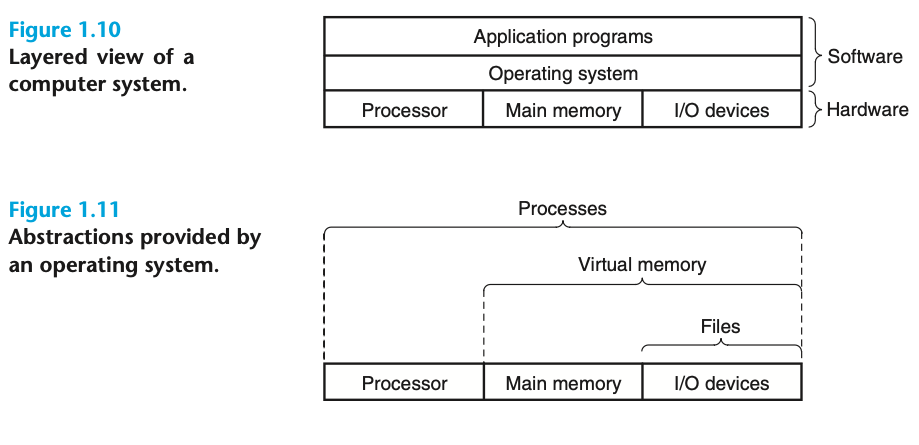 Figure 1.10
Layered view of a
computer system.
Application programs
Operating system
Processor Main memory I/O devices
Software
Hardware
Figure 1.11
Abstractions provided by
an operating system.
Processes
Virtual memory
Files
Processor Main memory I/O devices